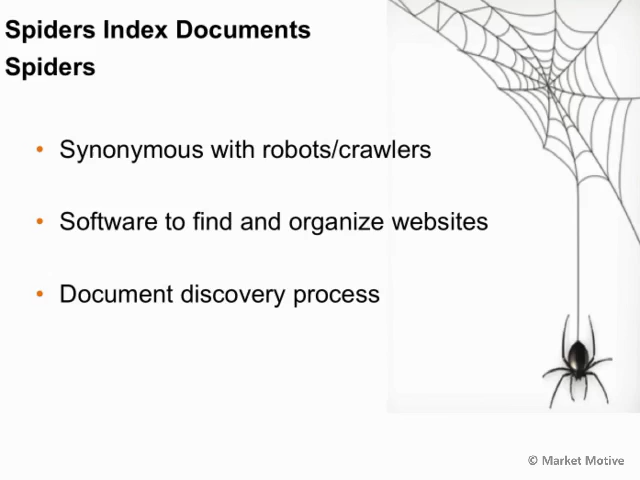 Spiders Index Documents
Spiders
• Synonymous with robots/crawlers
• Software to find and organize websites
• Document discovery process
© Market Motive